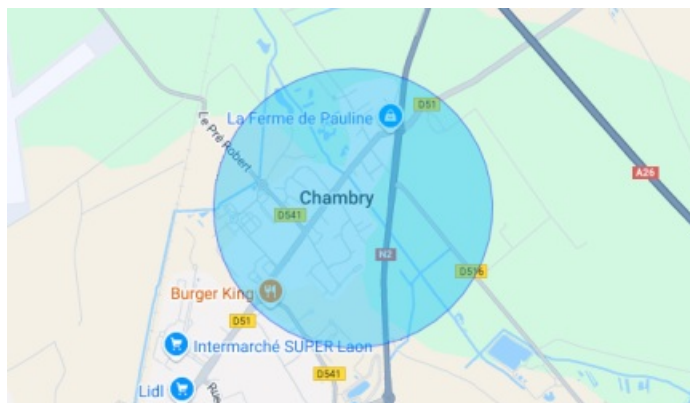 La Ferme de Pauline
D51
Le Pré Robert
A26
Chambry
D541
N2
D516
Burger King
D51
Intermarché SUPER Laon
D541
Lidl
Rue